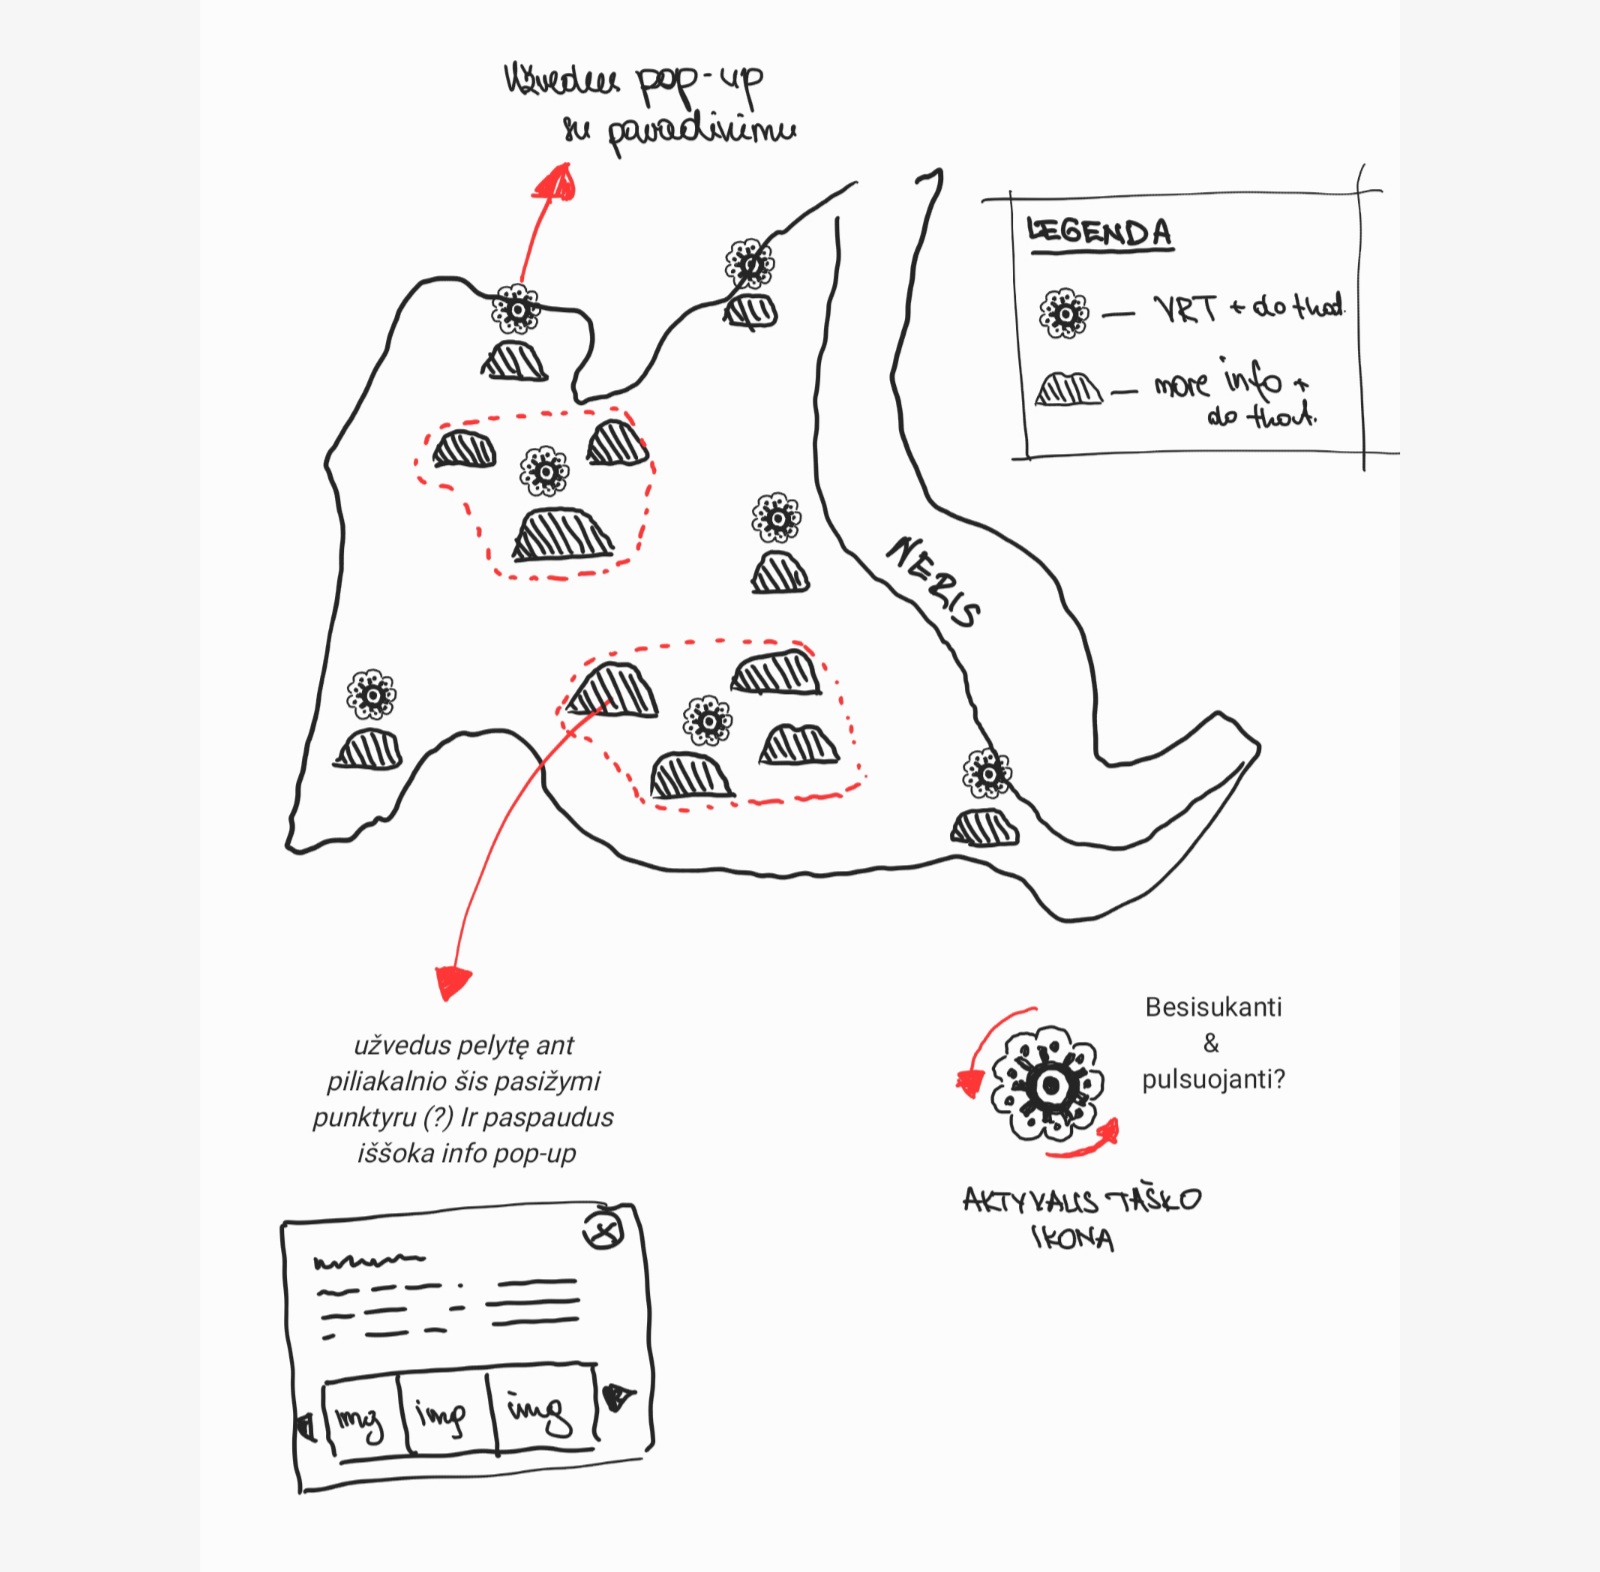 Užvedus pop-up
su pavadinimu
LEGENDA
VRT + do that
more info +
do that.
NERIS
užvedus pelytę ant
piliakalnio šis pasižymi
punktyru (?) Ir paspaudus
iššoka info pop-up
Besisukanti
&
pulsuojanti?
AKTYVAUS TAŠKO
IKONA
img img img